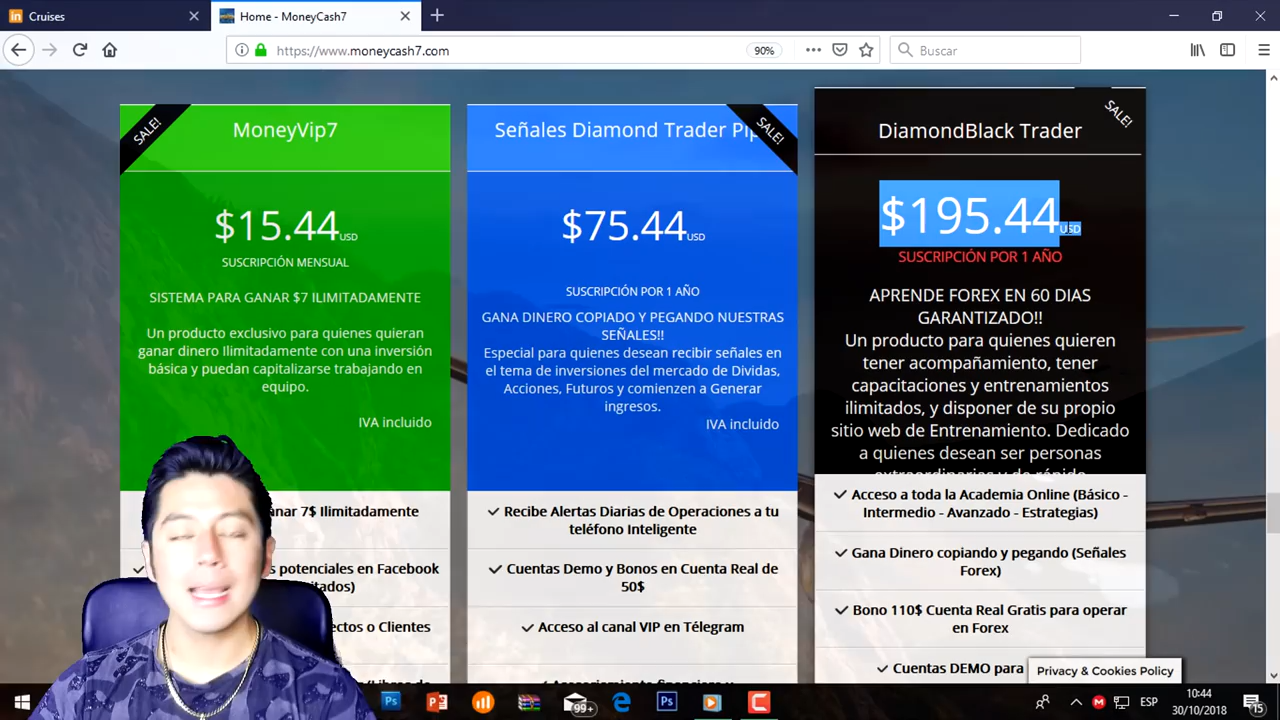 Cruises
Home - MoneyCash7
https://www.moneycash7.com
90%
Buscar
SALE!
MoneyVip7
$15.44USD
SUSCRIPCIÓN MENSUAL
SISTEMA PARA GANAR $7 ILIMITADAMENTE
Un producto exclusivo para quienes quieran
ganar dinero Ilimitadamente con una inversión
básica y puedan capitalizarse trabajando en
equipo.
IVA incluido
7$ Ilimitadamente
potenciales en Facebook
o Clientes
Señales Diamond Trader
SALE!
$75.44USD
SUSCRIPCIÓN POR 1 AÑO
GANA DINERO COPIADO Y PEGANDO NUESTRAS
SEÑALES!!
Especial para quienes desean recibir señales en
el tema de inversiones del mercado de Dividas,
Acciones, Futuros y comienzen a Generar
ingresos.
IVA incluido
Recibe Alertas Diarias de Operaciones a tu
teléfono Inteligente
Cuentas Demo y Bonos en Cuenta Real de
50$
Acceso al canal VIP en Télegram
SALE!
DiamondBlack Trader
$195.44USD
SUSCRIPCIÓN POR 1 AÑO
APRENDE FOREX EN 60 DIAS
GARANTIZADO!!
Un producto para quienes quieren
tener acompañamiento, tener
capacitaciones y entrenamientos
ilimitados, y disponer de su propio
sitio web de Entrenamiento. Dedicado
a quienes desean ser personas
Acceso a toda la Academia Online (Básico -
Intermedio - Avanzado - Estrategias)
Gana Dinero copiando y pegando (Señales
Forex)
Bono 110$ Cuenta Real Gratis para operar
en Forex
Cuentas DEMO para
Privacy & Cookies Policy
99+
ESP
10:44
30/10/2018
15